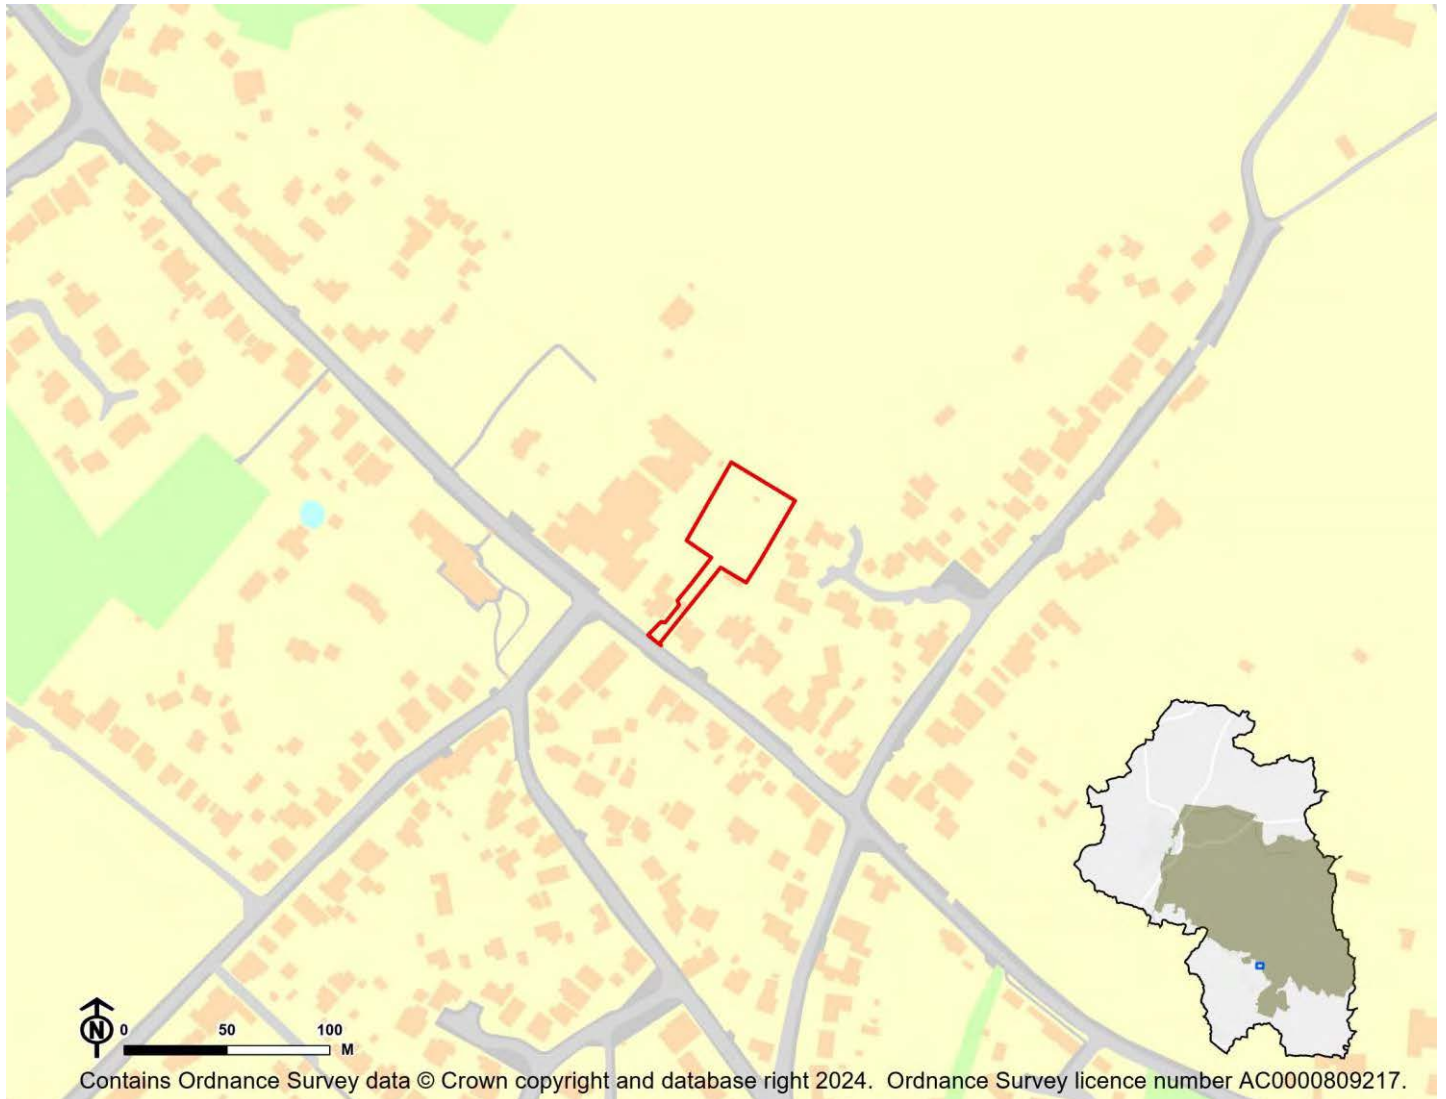 N
0 50 100
M
Contains Ordnance Survey data © Crown copyright and database right 2024. Ordnance Survey licence number AC0000809217.